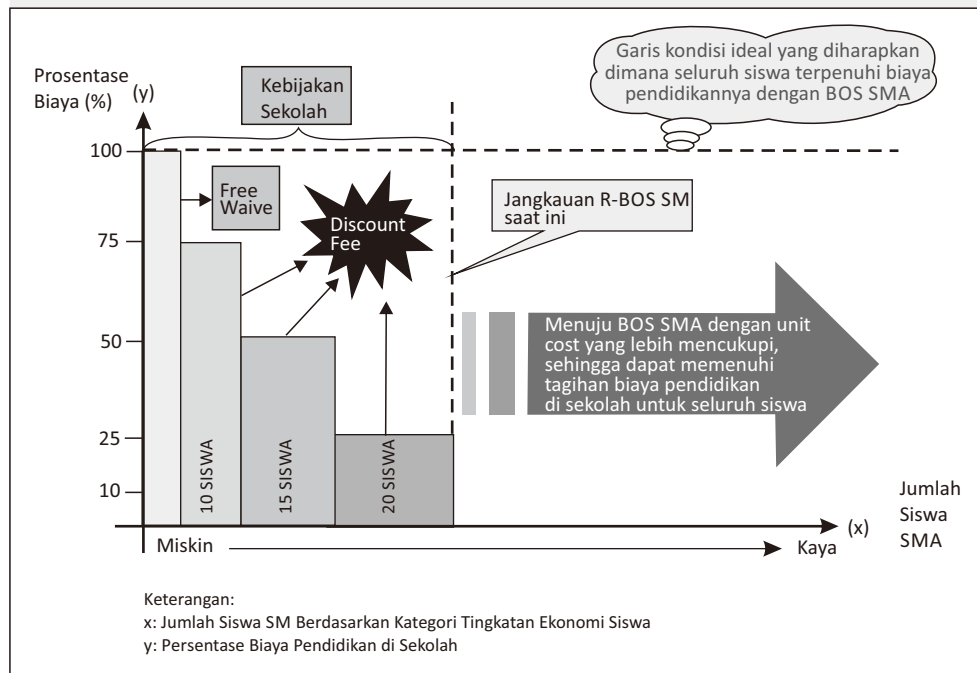 Garis kondisi ideal yang diharapkan
dimana seluruh siswa terpenuhi biaya
pendidikannya dengan BOS SMA
Prosentase
Biaya (%)
(y)
Kebijakan
Sekolah
100
Free
Waive
Discount
Fee
Jangkauan R-BOS SM
saat ini
75
50
Menuju BOS SMA dengan unit
cost yang lebih mencukupi,
sehingga dapat memenuhi
tagihan biaya pendidikan
di sekolah untuk seluruh siswa
25
10
10 SISWA
15 SISWA
20 SISWA
Jumlah
Siswa
SMA
(x)
Miskin
Kaya
Keterangan:
x: Jumlah Siswa SM Berdasarkan Kategori Tingkatan Ekonomi Siswa
y: Persentase Biaya Pendidikan di Sekolah